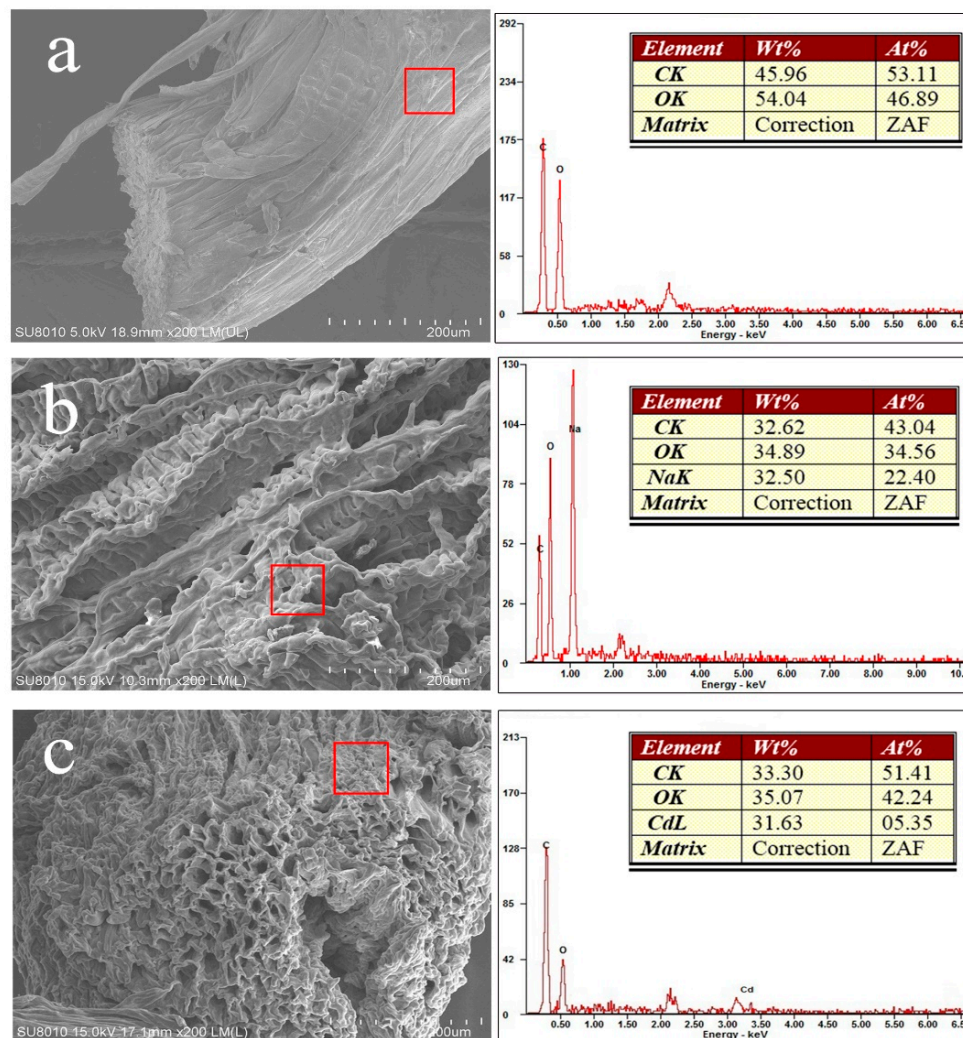 a
SU8010 5.0kV 18.9mm x200 LM(UL) 200um
292
234
175
117
58
0
C
O
Element Wt% At%
CK 45.96 53.11
OK 54.04 46.89
Matrix Correction ZAF
0.50 1.00 1.50 2.00 2.50 3.00 3.50 4.00 4.50 5.00 5.50 6.00 6.5
Energy - keV
b
SU8010 15.0kV 10.3mm x200 LM(L) 200um
130
104
78
52
26
0
C
O
Na
Element Wt% At%
CK 32.62 43.04
OK 34.89 34.56
NaK 32.50 22.40
Matrix Correction ZAF
1.00 2.00 3.00 4.00 5.00 6.00 7.00 8.00 9.00 10.0
Energy - keV
c
SU8010 15.0kV 17.1mm x200 LM(L)
213
170
128
85
42
0
C
O
Cd
Element Wt% At%
CK 33.30 51.41
OK 35.07 42.24
CdL 31.63 05.35
Matrix Correction ZAF
0.50 1.00 1.50 2.00 2.50 3.00 3.50 4.00 4.50 5.00 5.50 6.00 6.5
Energy - keV